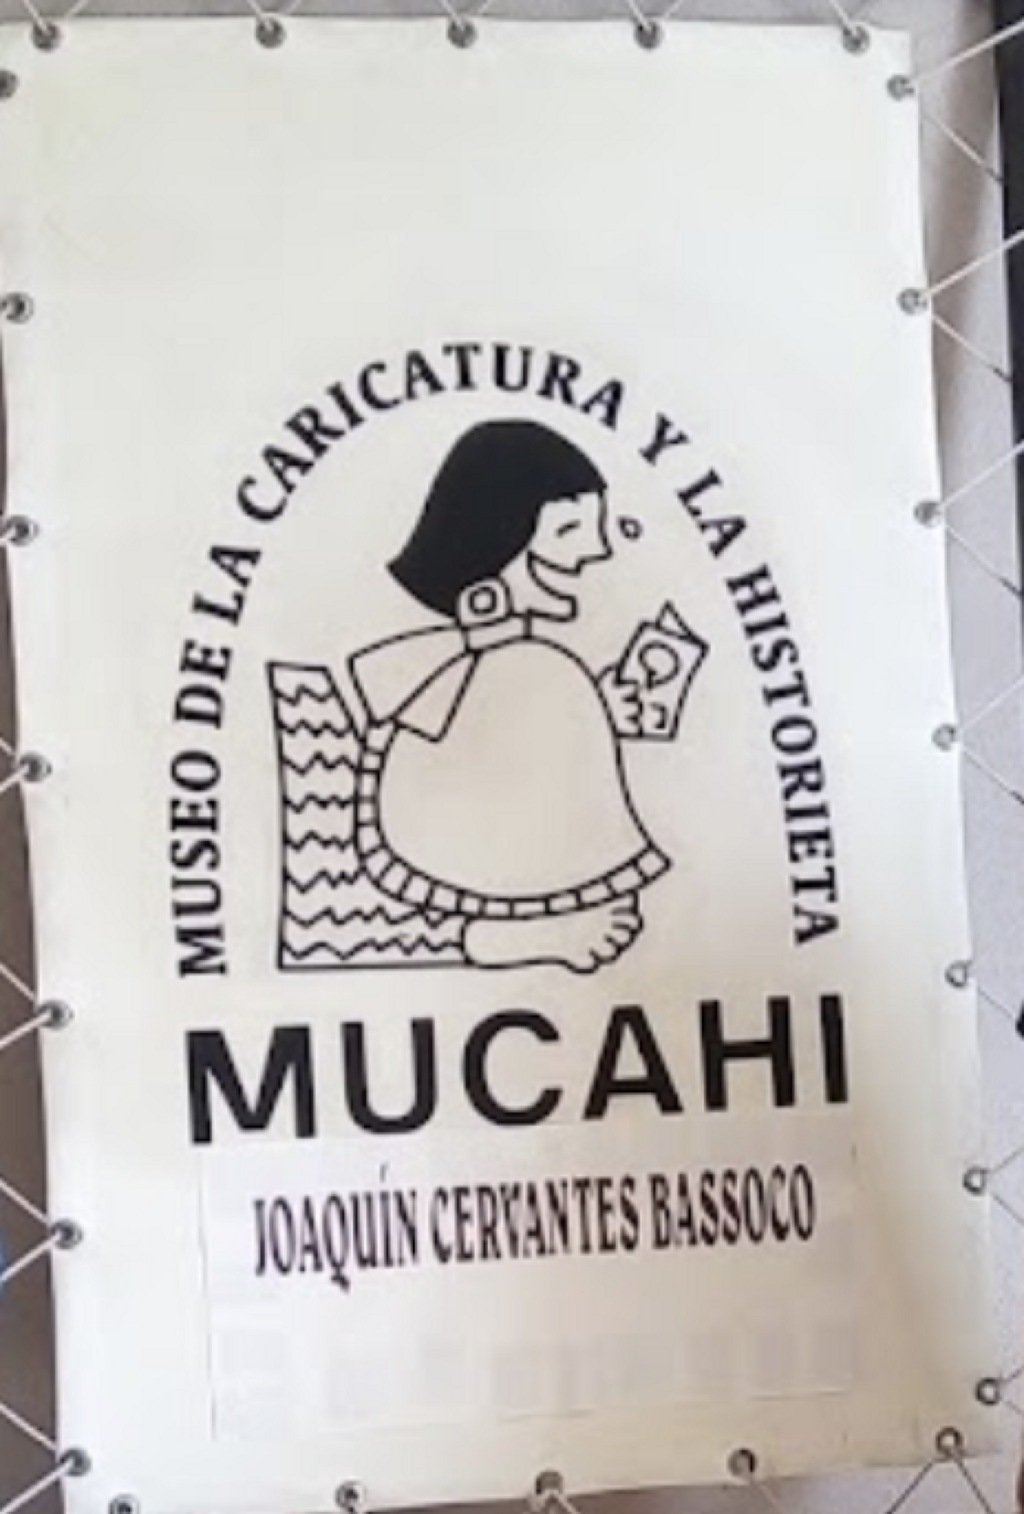 MUSEO DE LA CARICATURA Y LA HISTORIETA
MUCAHI
JOAQUÍN CERVANTES BASSOCO